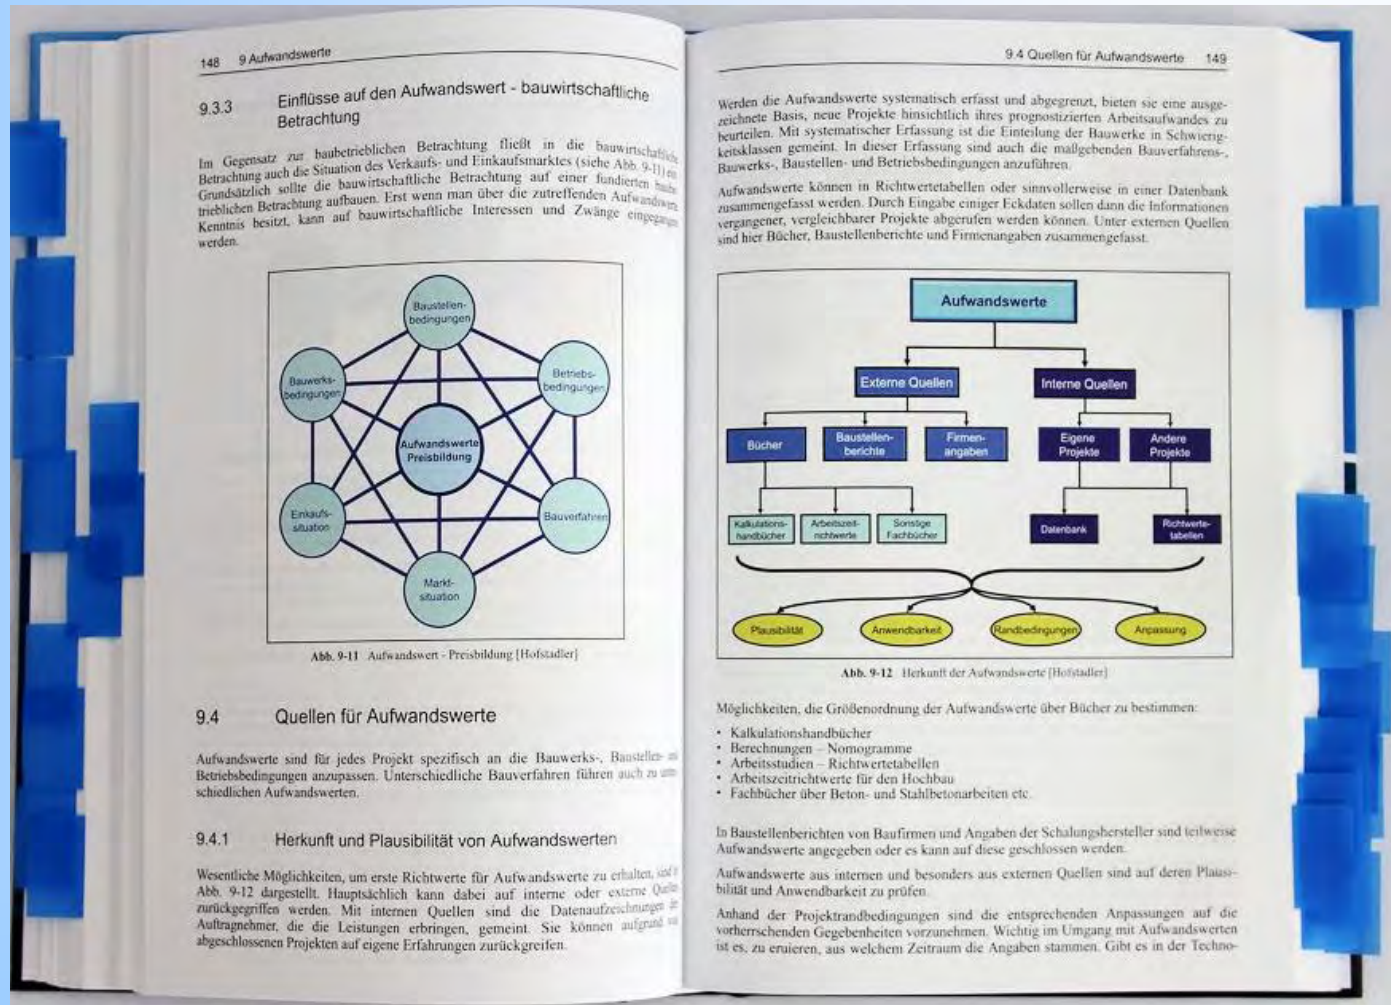 148 9 Aufwandswerte
9.3.3 Einflüsse auf den Aufwandswert - bauwirtschaftliche
Betrachtung
Im Gegensatz zur baubetrieblichen Betrachtung fließt in die bauwirtschaftliche
Betrachtung auch die Situation des Verkaufs- und Einkaufsmarktes (siehe Abb. 9-11) ein.
Grundsätzlich sollte die bauwirtschaftliche Betrachtung auf einer fundierten
trieblichen Betrachtung aufbauen. Erst wenn man über die zutreffenden Aufwandswerte
Kenntnis besitzt, kann auf bauwirtschaftliche Interessen und Zwänge eingegangen
werden.
Baustellen-
bedingungen
Bauwerks-
bedingungen
Betriebs-
bedingungen
Aufwandswerte
Preisbildung
Einkaufs-
situation
Bauverfahren
Markt-
situation
Abb. 9-11 Aufwandswert - Preisbildung [Hofstadler]
9.4 Quellen für Aufwandswerte
Aufwandswerte sind für jedes Projekt spezifisch an die Bauwerks-, Baustellen-
Betriebsbedingungen anzupassen. Unterschiedliche Bauverfahren führen auch zu
schiedlichen Aufwandswerten.
9.4.1 Herkunft und Plausibilität von Aufwandswerten
Wesentliche Möglichkeiten, um erste Richtwerte für Aufwandswerte zu erhalten, sind
Abb. 9-12 dargestellt. Hauptsächlich kann dabei auf interne oder externe Quellen
zurückgegriffen werden. Mit internen Quellen sind die Datenaufzeichnungen
Auftragnehmer, die die Leistungen erbringen, gemeint. Sie können aufgrund
abgeschlossenen Projekten auf eigene Erfahrungen zurückgreifen.
9.4 Quellen für Aufwandswerte 149
Werden die Aufwandswerte systematisch erfasst und abgegrenzt, bieten sie eine ausge-
zeichnete Basis, neue Projekte hinsichtlich ihres prognostizierten Arbeitsaufwandes zu
beurteilen. Mit systematischer Erfassung ist die Einteilung der Bauwerke in Schwierig-
keitsklassen gemeint. In dieser Erfassung sind auch die maßgebenden Bauverfahrens-,
Bauwerks-, Baustellen- und Betriebsbedingungen anzuführen.
Aufwandswerte können in Richtwertetabellen oder sinnvollerweise in einer Datenbank
zusammengefasst werden. Durch Eingabe einiger Eckdaten sollen dann die Informationen
vergangener, vergleichbarer Projekte abgerufen werden können. Unter externen Quellen
sind hier Bücher, Baustellenberichte und Firmenangaben zusammengefasst.
Aufwandswerte
Externe Quellen Interne Quellen
Bücher
Baustellen-
berichte
Firmen-
angaben
Eigene
Projekte
Andere
Projekte
Kalkulations-
handbücher
Arbeitszeit-
richtwerte
Sonstige
Fachbücher
Datenbank
Richtwerte-
tabellen
Plausibilität Anwendbarkeit Randbedingungen Anpassung
Abb. 9-12 Herkunft der Aufwandswerte [Hofstadler]
Möglichkeiten, die Größenordnung der Aufwandswerte über Bücher zu bestimmen:
• Kalkulationshandbücher
• Berechnungen – Nomogramme
• Arbeitsstudien – Richtwertetabellen
• Arbeitszeitrichtwerte für den Hochbau
• Fachbücher über Beton- und Stahlbetonarbeiten etc.
In Baustellenberichten von Baufirmen und Angaben der Schalungshersteller sind teilweise
Aufwandswerte angegeben oder es kann auf diese geschlossen werden.
Aufwandswerte aus internen und besonders aus externen Quellen sind auf deren Plausi-
bilität und Anwendbarkeit zu prüfen.
Anhand der Projektrandbedingungen sind die entsprechenden Anpassungen auf die
vorherrschenden Gegebenheiten vorzunehmen. Wichtig im Umgang mit Aufwandswerten
ist es, zu eruieren, aus welchem Zeitraum die Angaben stammen. Gibt es in der Techno-